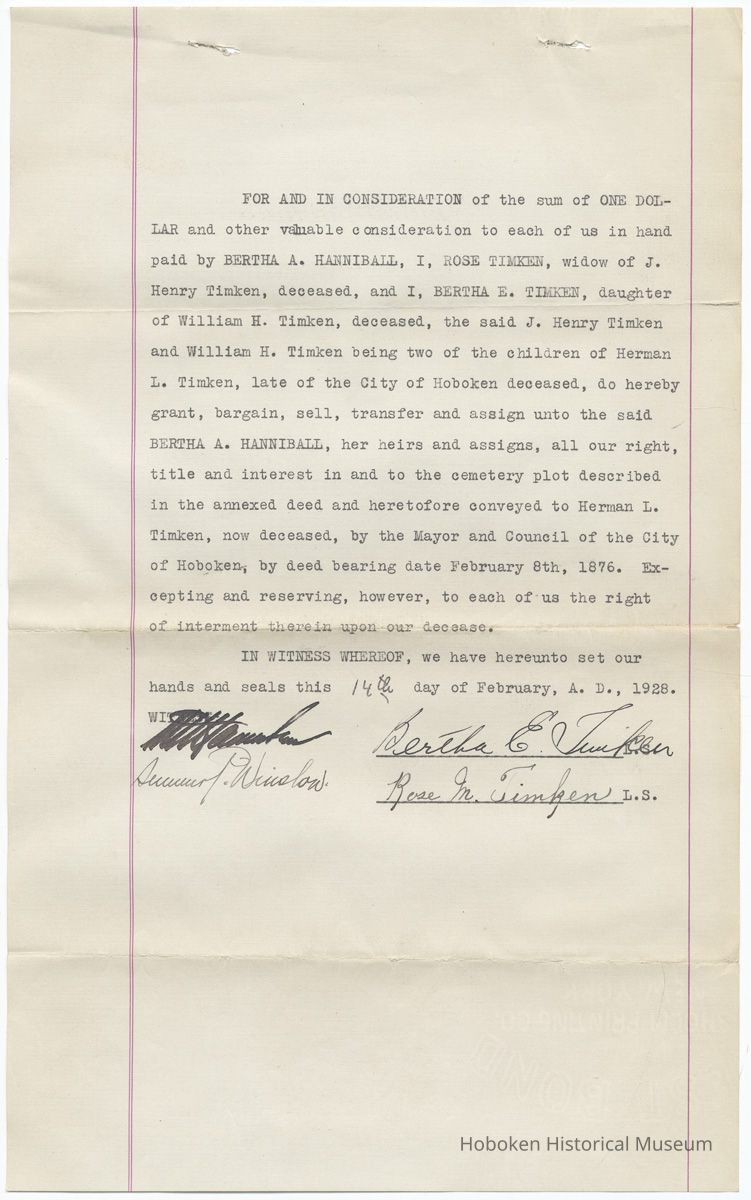 FOR AND IN CONSIDERATION of the sum of ONE DOL-
LAR and other valuable consideration to each of us in hand
paid by BERTHA A. HANNIBALL, I, ROSE TIMKEN, widow of J.
Henry Timken, deceased, and I, BERTHA E. TIMKEN, daughter
of William H. Timken, deceased, the said J. Henry Timken
and William H. Timken being two of the children of Herman
L. Timken, late of the City of Hoboken deceased, do hereby
grant, bargain, sell, transfer and assign unto the said
BERTHA A. HANNIBALL, her heirs and assigns, all our right,
title and interest in and to the cemetery plot described
in the annexed deed and heretofore conveyed to Herman L.
Timken, now deceased, by the Mayor and Council of the City
of Hoboken, by deed bearing date February 8th, 1876. Ex-
cepting and reserving, however, to each of us the right
of interment therein upon our decease.
IN WITNESS WHEREOF, we have hereunto set our
hands and seals this 14th day of February, A. D., 1928.
Bertha E. Timken L.S.
Winslow.
Rose M. Timken L.S.
BOND
Hoboken Historical Museum